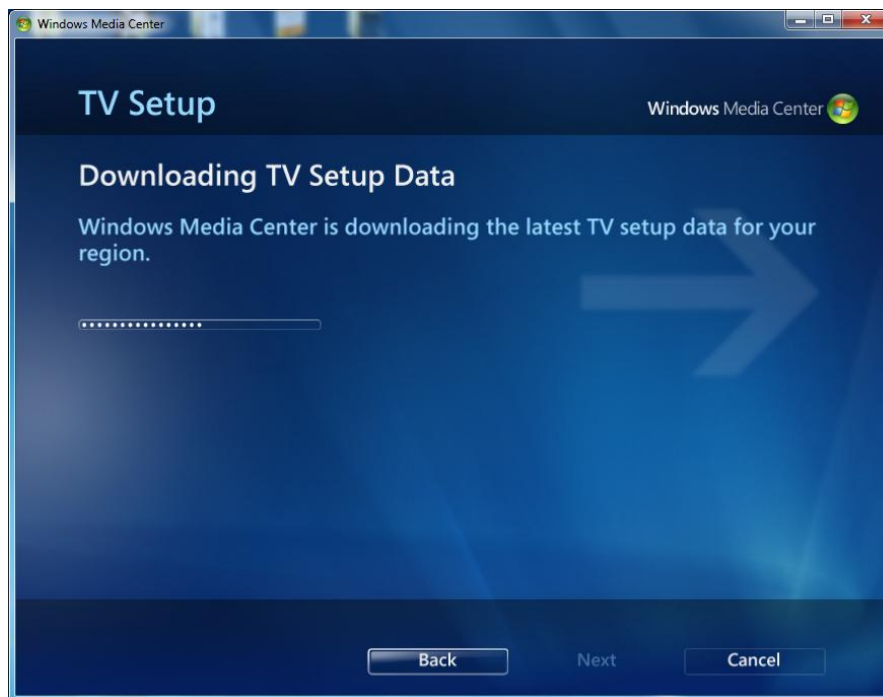 Windows Media Center
TV Setup
Windows Media Center
Downloading TV Setup Data
Windows Media Center is downloading the latest TV setup data for your
region.
Back
Next
Cancel